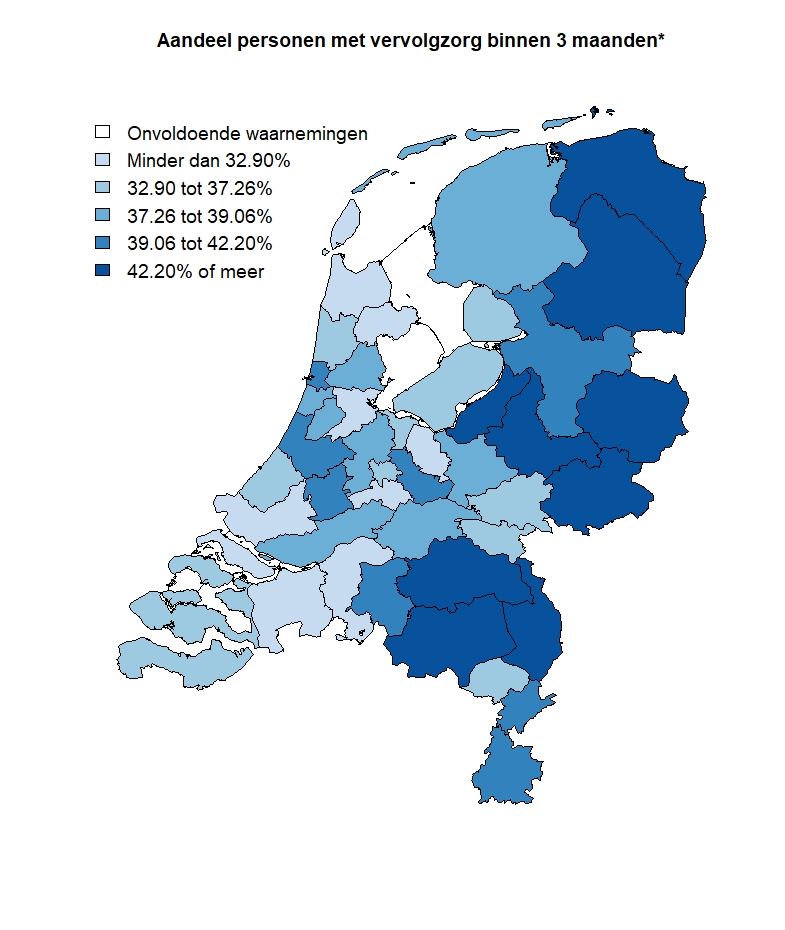 Aandeel personen met vervolgzorg binnen 3 maanden*
Onvoldoende waarnemingen
Minder dan 32.90%
32.90 tot 37.26%
37.26 tot 39.06%
39.06 tot 42.20%
42.20% of meer